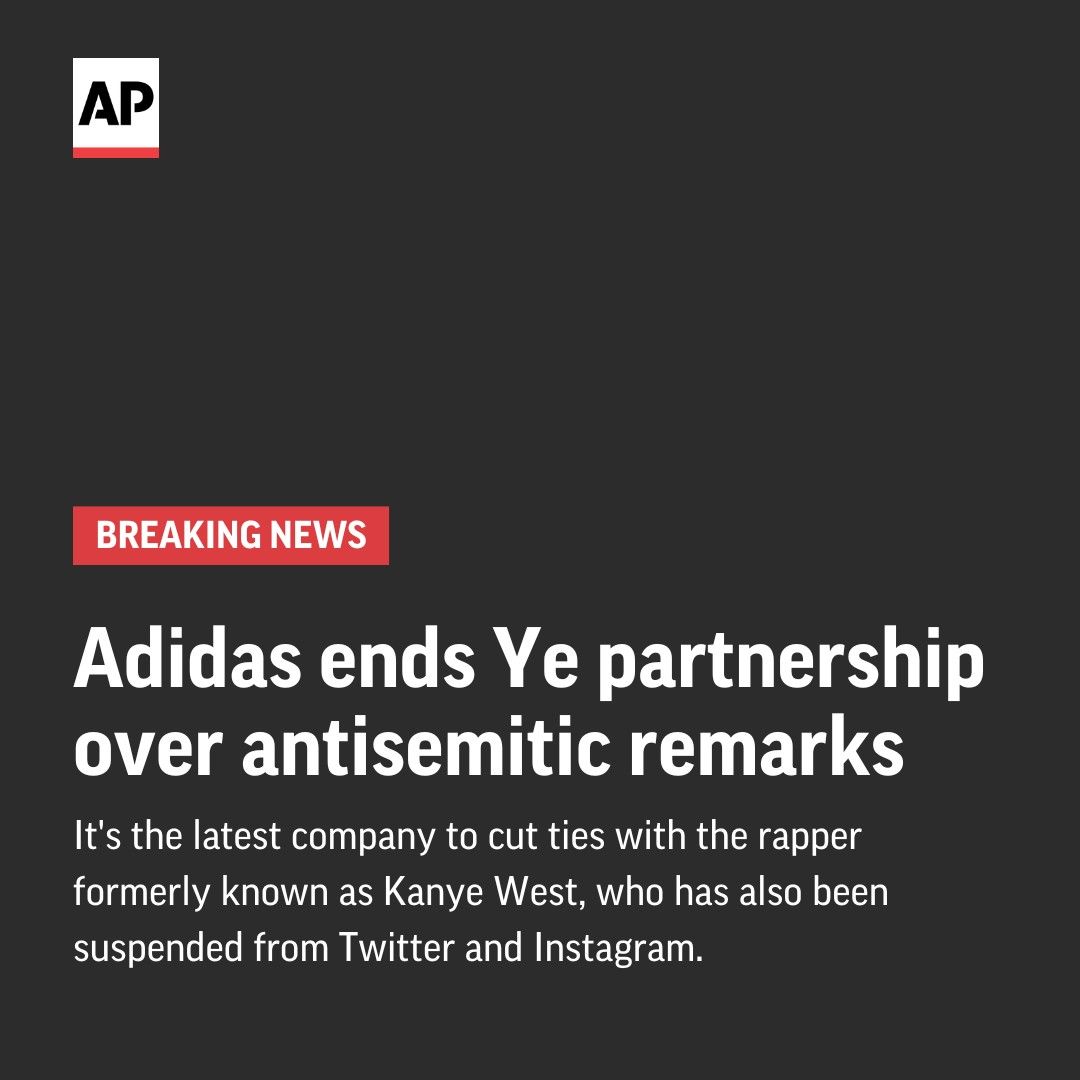 AP
BREAKING NEWS
Adidas ends Ye partnership
over antisemitic remarks
It's the latest company to cut ties with the rapper
formerly known as Kanye West, who has also been
suspended from Twitter and Instagram.